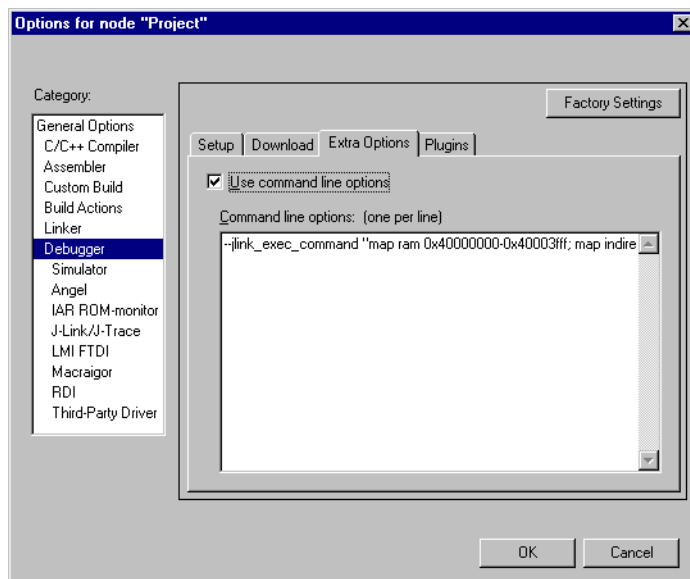 Options for node "Project"
Category:
Factory Settings
General Options
C/C++ Compiler
Assembler
Custom Build
Build Actions
Linker
Debugger
Simulator
Angel
IAR ROM-monitor
J-Link/J-Trace
LMI FTDI
Macraigor
RDI
Third-Party Driver
Setup Download Extra Options Plugins
Use command line options
Command line options: (one per line)
--jlink_exec_command "map ram 0x40000000-0x40003fff; map indire
OK Cancel